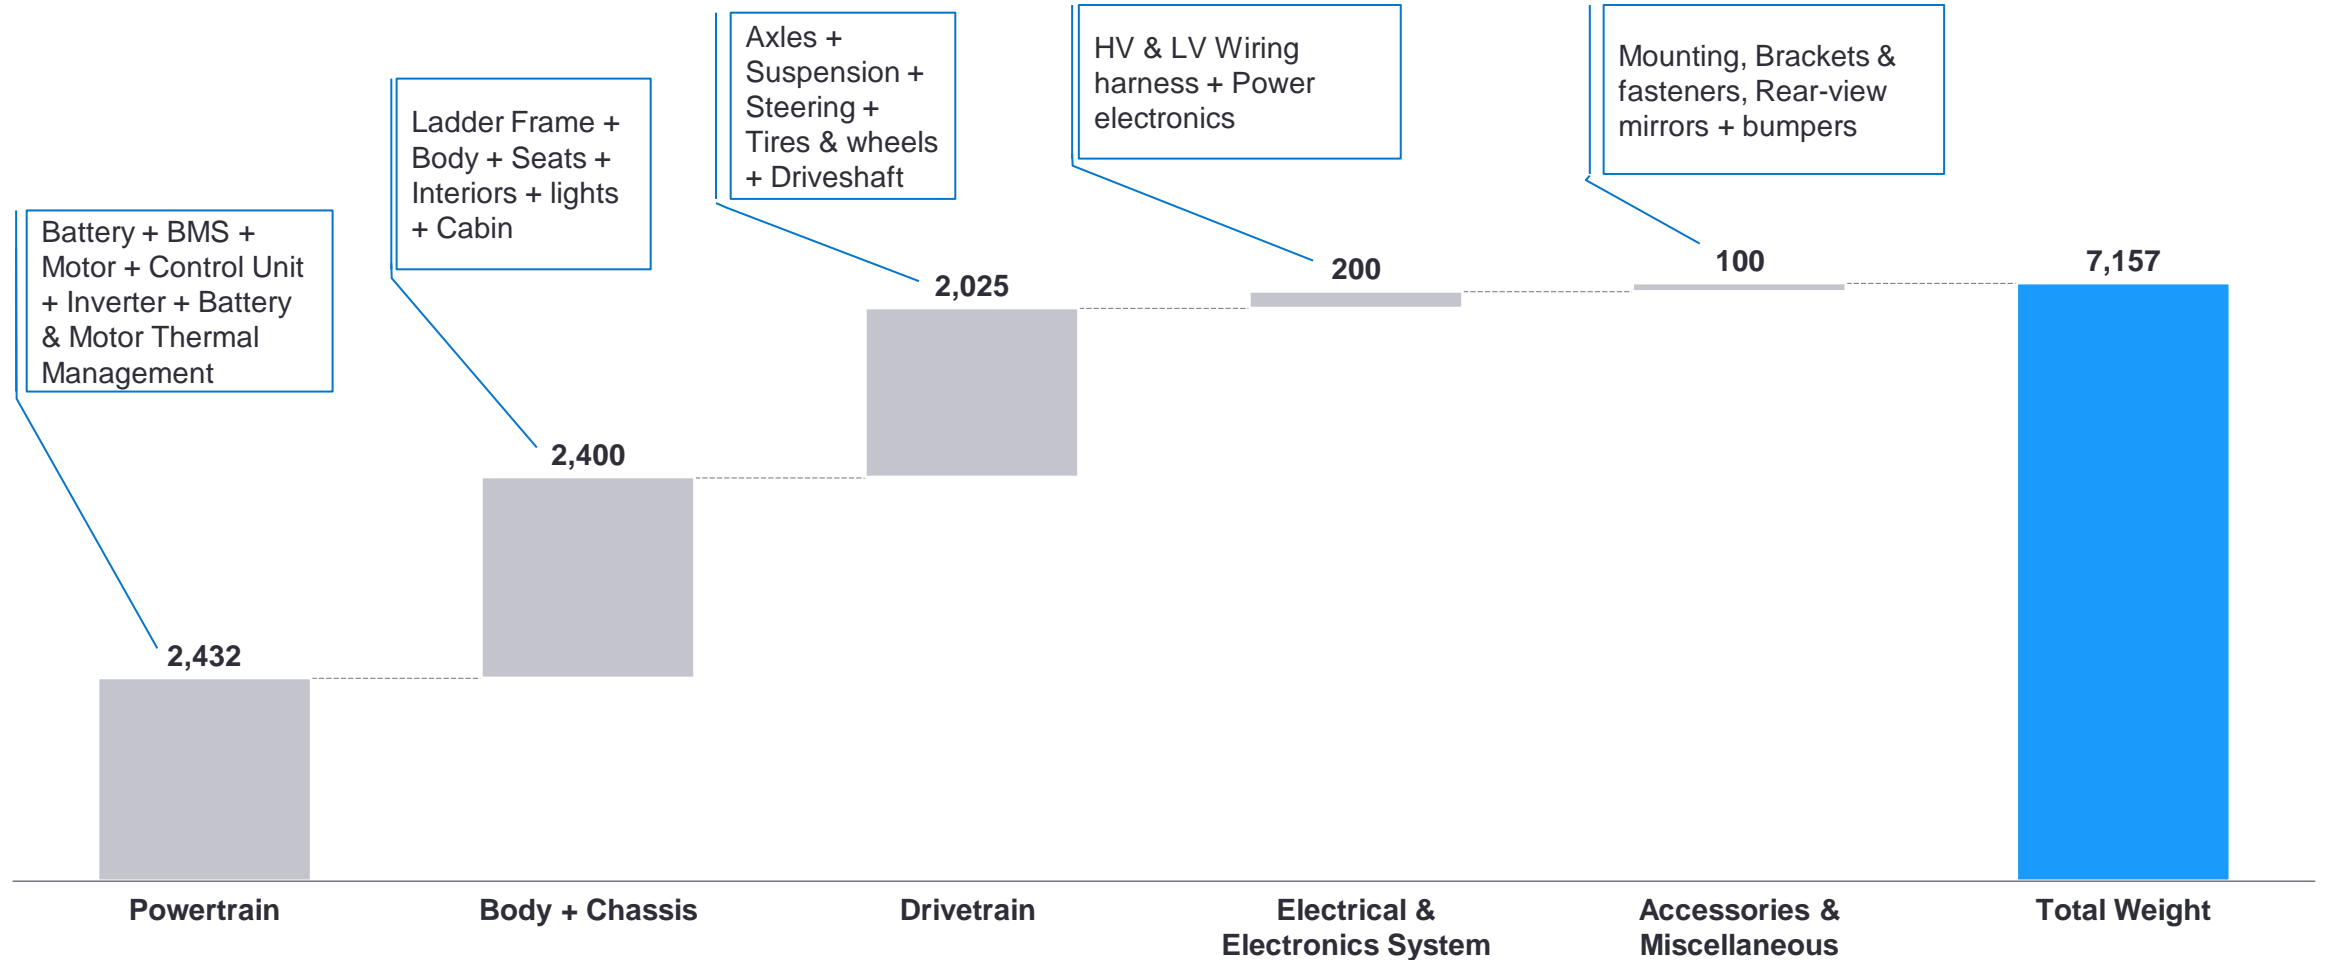 Battery + BMS +
Motor + Control Unit
+ Inverter + Battery
& Motor Thermal
Management
Ladder Frame +
Body + Seats +
Interiors + lights
+ Cabin
Axles +
Suspension +
Steering +
Tires & wheels
+ Driveshaft
HV & LV Wiring
harness + Power
electronics
Mounting, Brackets &
fasteners, Rear-view
mirrors + bumpers
2,432
2,400
2,025
200
100
7,157
Powertrain
Body + Chassis
Drivetrain
Electrical &
Electronics System
Accessories &
Miscellaneous
Total Weight